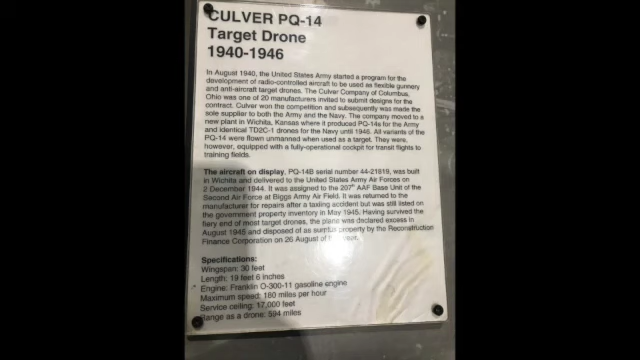 CULVER PQ-14
Target Drone
1940-1946
In August 1940, the United States Army started a program for the
development of radio-controlled aircraft to be used as flexible gunnery
and anti-aircraft target drones. The Culver Company of Columbus,
Ohio was one of 20 manufacturers invited to submit designs for the
contract. Culver won the competition and subsequently was made the
sole supplier to both the Army and the Navy. The company moved to a
new plant in Wichita, Kansas where it produced PQ-14s for the Army
and identical TD2C-1 drones for the Navy until 1946. All variants of the
PQ-14 were flown unmanned when used as a target. They were,
however, equipped with a fully-operational cockpit for transit flights to
training fields.
The aircraft on display, PQ-14B serial number 44-21819, was built
in Wichita and delivered to the United States Army Air Forces on
2 December 1944. It was assigned to the 207th AAF Base Unit of the
Second Air Force at Biggs Army Air Field. It was returned to the
manufacturer for repairs after a taxiing accident but was still listed on
the government property inventory in May 1945. Having survived the
fiery end of most target drones, the plane was declared excess in
August 1945 and disposed of as surplus property by the Reconstruction
Finance Corporation on 26 August of year.
Specifications:
Wingspan: 30 feet
Length: 19 feet 6 inches
Engine: Franklin O-300-11 gasoline engine
Maximum speed: 180 miles per hour
Service ceiling: 17,000 feet
Range as a drone: 594 miles